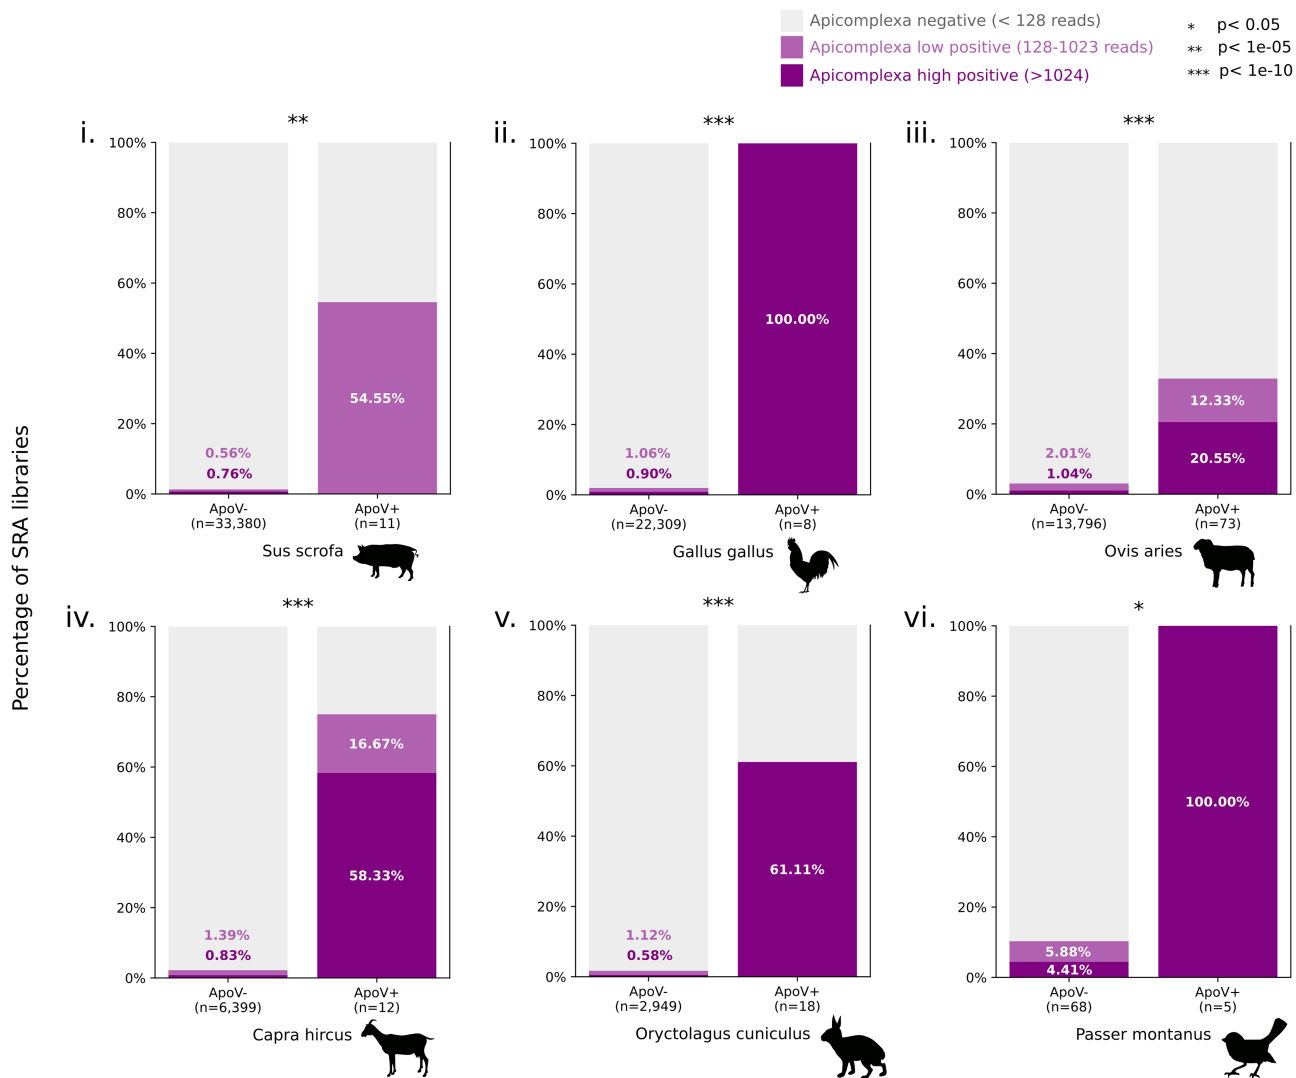 Apicomplexa negative (< 128 reads)
Apicomplexa low positive (128-1023 reads)
Apicomplexa high positive (>1024)
* p< 0.05
** p< 1e-05
*** p< 1e-10
Percentage of SRA libraries
i.
**
100%
80%
60%
40%
20%
0%
0.56%
0.76%
54.55%
ApoV-
(n=33,380)
ApoV+
(n=11)
Sus scrofa
ii.
***
100%
80%
60%
40%
20%
0%
1.06%
0.90%
100.00%
ApoV-
(n=22,309)
ApoV+
(n=8)
Gallus gallus
iii.
***
100%
80%
60%
40%
20%
0%
2.01%
1.04%
12.33%
20.55%
ApoV-
(n=13,796)
ApoV+
(n=73)
Ovis aries
iv.
***
100%
80%
60%
40%
20%
0%
1.39%
0.83%
16.67%
58.33%
ApoV-
(n=6,399)
ApoV+
(n=12)
Capra hircus
v.
***
100%
80%
60%
40%
20%
0%
1.12%
0.58%
61.11%
ApoV-
(n=2,949)
ApoV+
(n=18)
Oryctolagus cuniculus
vi.
*
100%
80%
60%
40%
20%
0%
5.88%
4.41%
100.00%
ApoV-
(n=68)
ApoV+
(n=5)
Passer montanus